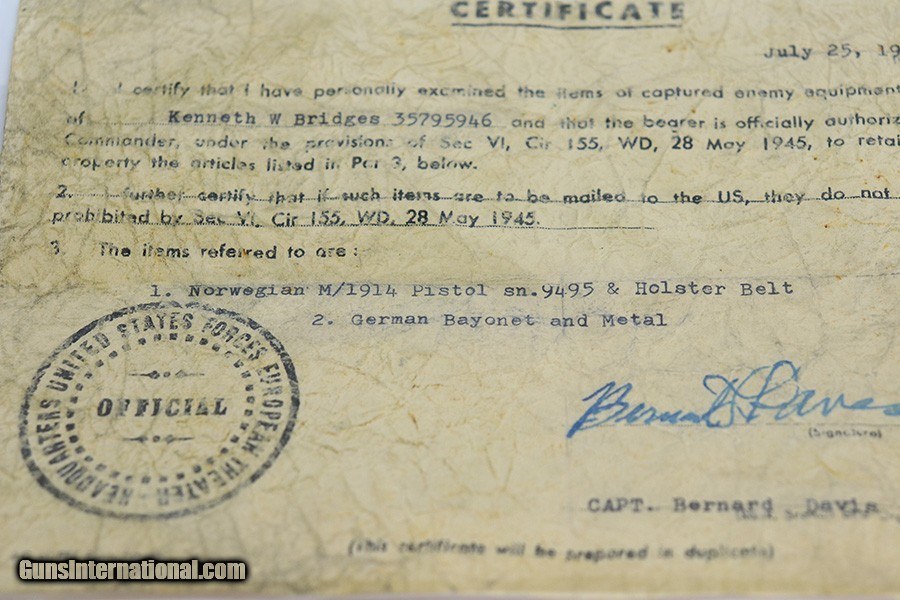 CERTIFICATE
July 25, 19
1. I certify that I have personally examined the items of captured enemy equipment
of Kenneth W Bridges 35795946 and that the bearer is officially authoriz
Commander, under the provisions of Sec VI, Cir 155, WD, 28 May 1945, to retai
property the articles listed in Par 3, below.
2. I further certify that if such items are to be mailed to the US, they do not
prohibited by Sec VI, Cir 155, WD, 28 May 1945.
3. The items referred to are:
1. Norwegian M/1914 Pistol sn.9495 & Holster Belt
2. German Bayonet and Metal
HEADQUARTERS UNITED STATES FORCES EUROPEAN THEATER
OFFICIAL
Bernard Davis
(Signature)
CAPT. Bernard Davis
(This certificate will be prepared in duplicate)
GunsInternational.com